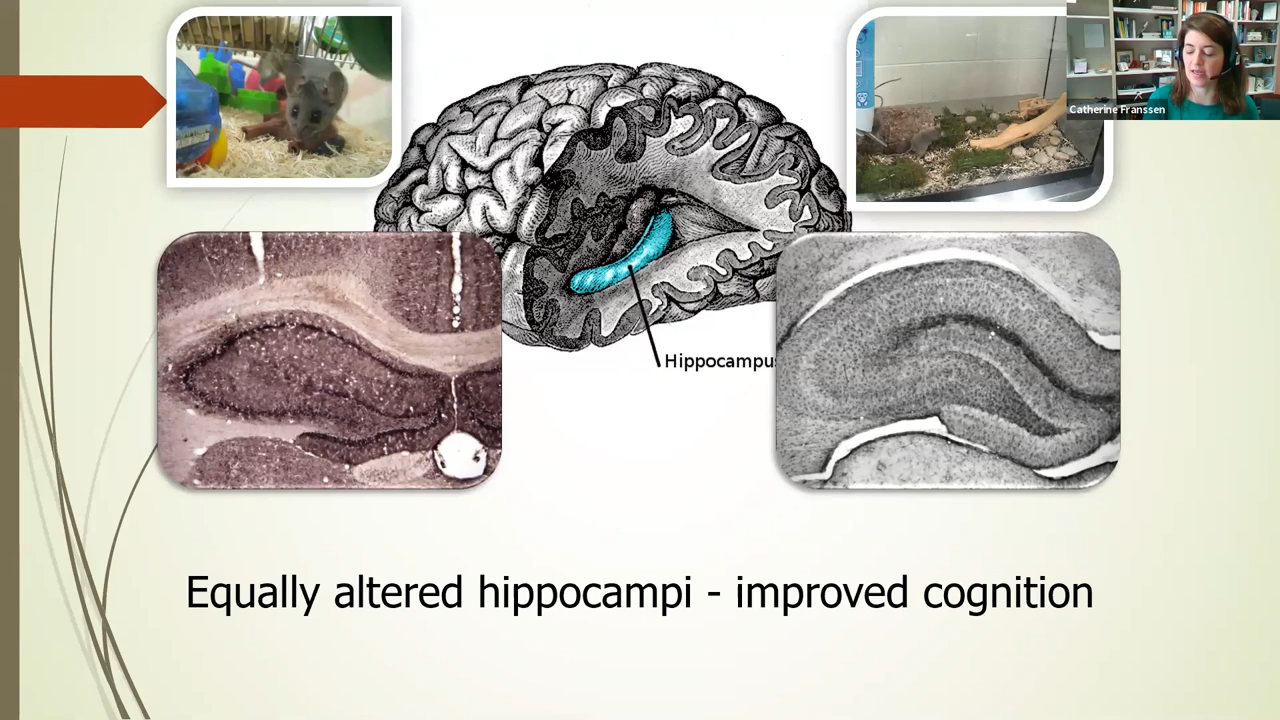 Catherine Franssen
Hippocampus
Equally altered hippocampi - improved cognition